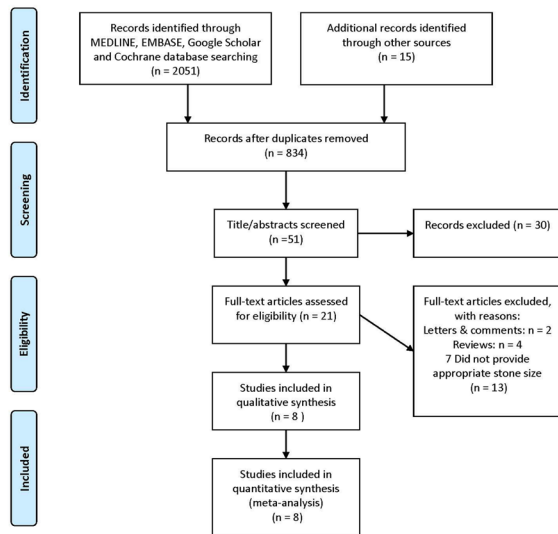 Identification
Records identified through
MEDLINE, EMBASE, Google Scholar
and Cochrane database searching
(n = 2051)
Additional records identified
through other sources
(n = 15)
Records after duplicates removed
(n = 834)
Screening
Title/abstracts screened
(n =51)
Records excluded (n = 30)
Eligibility
Full-text articles assessed
for eligibility (n = 21)
Full-text articles excluded,
with reasons:
Letters & comments: n = 2
Reviews: n = 4
7 Did not provide
appropriate stone size
(n = 13)
Studies included in
qualitative synthesis
(n = 8 )
Included
Studies included in
quantitative synthesis
(meta-analysis)
(n = 8)